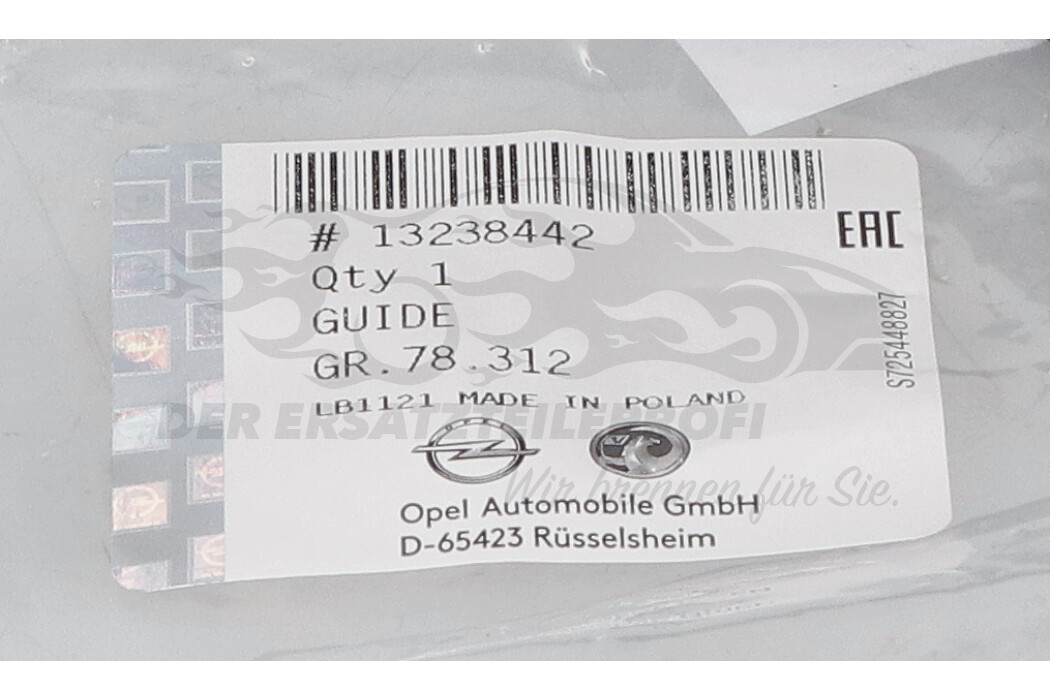 # 13238442
Qty 1
GUIDE
GR.78.312
LB1121 MADE IN POLAND
EAC
S725448827
OPEL
Opel Automobile GmbH
D-65423 Rüsselsheim
DER ERSATZTEILEPROFI
Wir brennen für Sie.